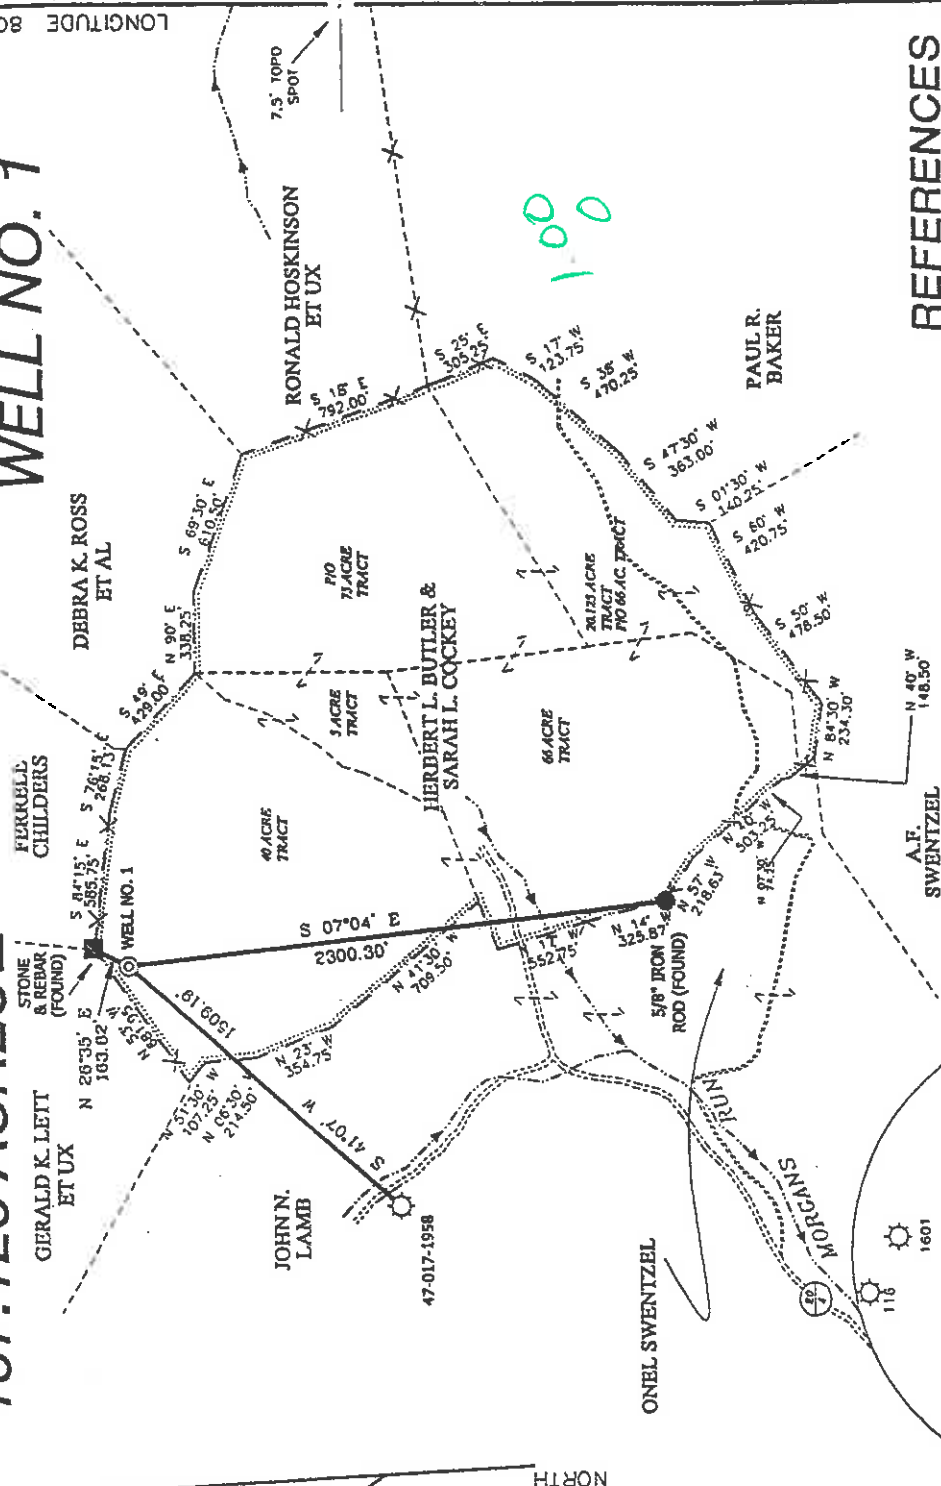 LONGITUDE 80
WELL NO. 1
7.5' TOPO
SPOT
RONALD HOSKINSON
ET UX
REFERENCES
100
0
PAUL R.
BAKER
DEBRA K. ROSS
ET AL
FERRELL
CHILDERS
S 84°15' E
585.75'
S 76°15' E
268.13'
S 49° E
429.00'
N 90° E
338.25'
S 69°30' E
610.50'
S 18° E
792.00'
S 25° E
305.25'
S 17° W
123.75'
S 38° W
470.25'
S 47°30' W
363.00'
S 01°30' W
140.25'
S 60° W
420.75'
S 50° W
478.50'
N 84°30' W
234.30'
N 40° W
148.50'
N 20° W
503.25'
N 57° W
218.63'
N 14°
325.87'
552.75'
N 41°30' W
709.50'
N 23° W
354.75'
N 06°30'
214.50'
N 51°30' W
107.25'
N 53° W
P/O
73 ACRE
TRACT
5 ACRE
TRACT
HERBERT L. BUTLER &
SARAH L. COCKEY
20.125 ACRE
TRACT
P/O 66 AC. TRACT
66 ACRE
TRACT
40 ACRE
TRACT
STONE
& REBAR
(FOUND)
N 26°35' E
163.02'
WELL NO. 1
S 07°04' E
2300.30'
1509.19'
S 41°07' W
5/8" IRON
ROD (FOUND)
GERALD K. LETT
ET UX
JOHN N.
LAMB
47-017-1958
ONEL SWENTZEL
A.F.
SWENTZEL
MORGANS RUN
20
4
116
1601
NORTH